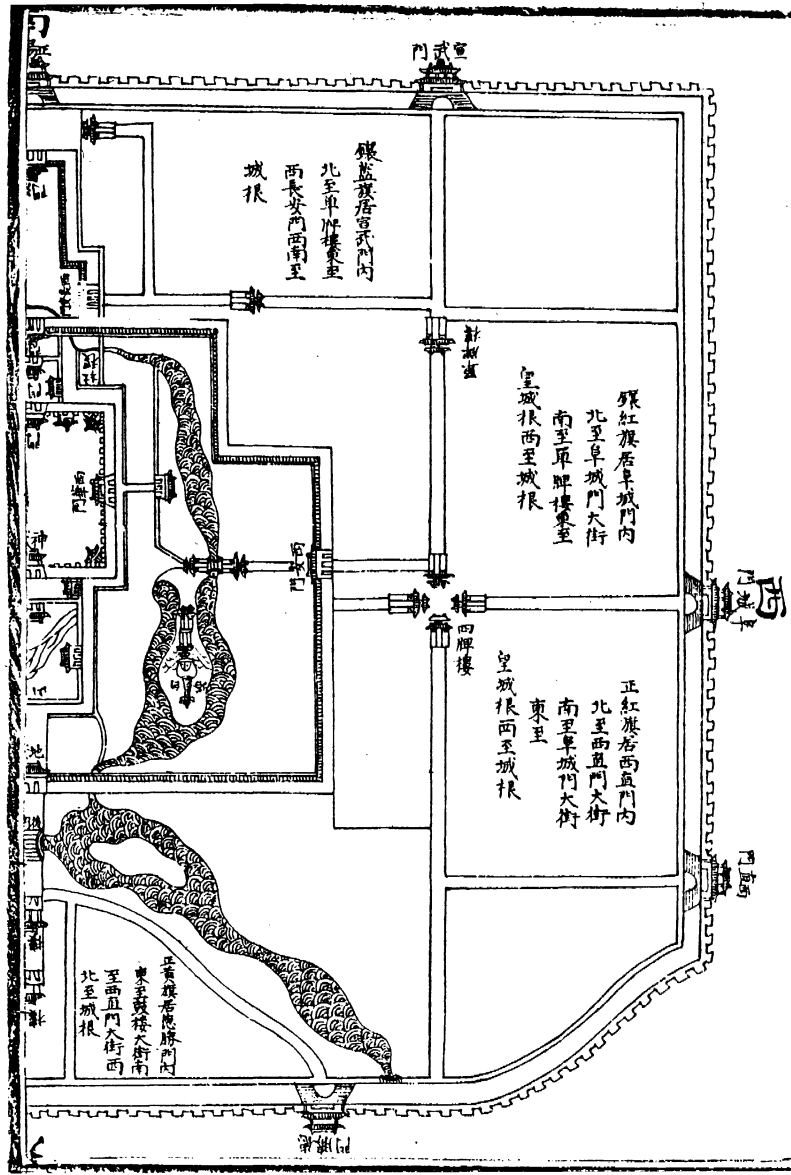 宣武門
鑲藍旗居宣武門內
北至单牌樓東至
西長安門西南至
城根
鑲紅旗居阜城門內
北至阜城門大街
南至单牌樓東至
皇城根西至城根
西安門
四牌樓
西
阜城門
正紅旗居西直門內
北至西直門大街
南至阜城門大街
東至
皇城根西至城根
西直門
地
正黃旗居德勝門內
東至鼓樓大街南
至西直門大街西
北至城根
德勝門